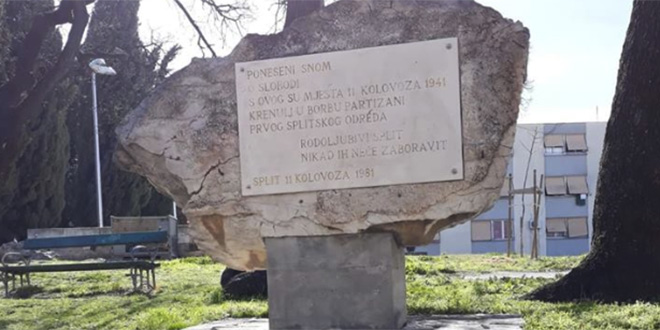 PONESENI SNOM
O SLOBODI
S OVOG SU MJESTA 11. KOLOVOZA 1941
KRENULI U BORBU PARTIZANI
PRVOG SPLITSKOG ODREDA
RODOLJUBIVI SPLIT
NIKAD IH NEĆE ZABORAVIT
SPLIT 11 KOLOVOZA 1981